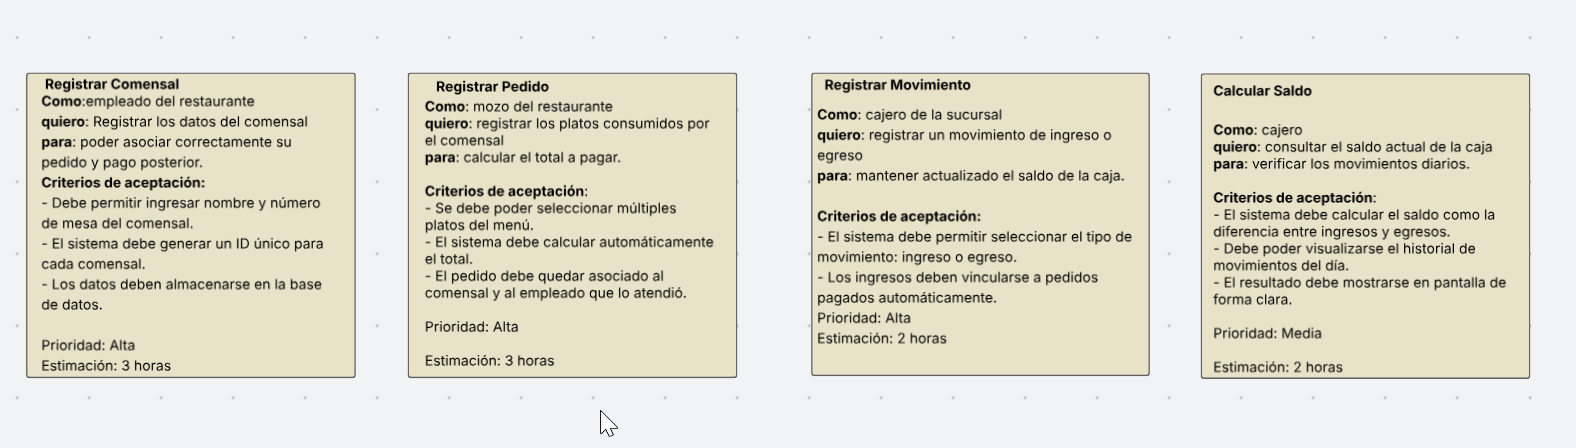 Registrar Comensal
Como:empleado del restaurante
quiero: Registrar los datos del comensal
para: poder asociar correctamente su
pedido y pago posterior.
Criterios de aceptación:
- Debe permitir ingresar nombre y número
de mesa del comensal.
- El sistema debe generar un ID único para
cada comensal.
- Los datos deben almacenarse en la base
de datos.
Prioridad: Alta
Estimación: 3 horas
Registrar Pedido
Como: mozo del restaurante
quiero: registrar los platos consumidos por
el comensal
para: calcular el total a pagar.
Criterios de aceptación:
- Se debe poder seleccionar múltiples
platos del menú.
- El sistema debe calcular automáticamente
el total.
- El pedido debe quedar asociado al
comensal y al empleado que lo atendió.
Prioridad: Alta
Estimación: 3 horas
Registrar Movimiento
Como: cajero de la sucursal
quiero: registrar un movimiento de ingreso o
egreso
para: mantener actualizado el saldo de la caja.
Criterios de aceptación:
- El sistema debe permitir seleccionar el tipo de
movimiento: ingreso o egreso.
- Los ingresos deben vincularse a pedidos
pagados automáticamente.
Prioridad: Alta
Estimación: 2 horas
Calcular Saldo
Como: cajero
quiero: consultar el saldo actual de la caja
para: verificar los movimientos diarios.
Criterios de aceptación:
- El sistema debe calcular el saldo como la
diferencia entre ingresos y egresos.
- Debe poder visualizarse el historial de
movimientos del día.
- El resultado debe mostrarse en pantalla de
forma clara.
Prioridad: Media
Estimación: 2 horas